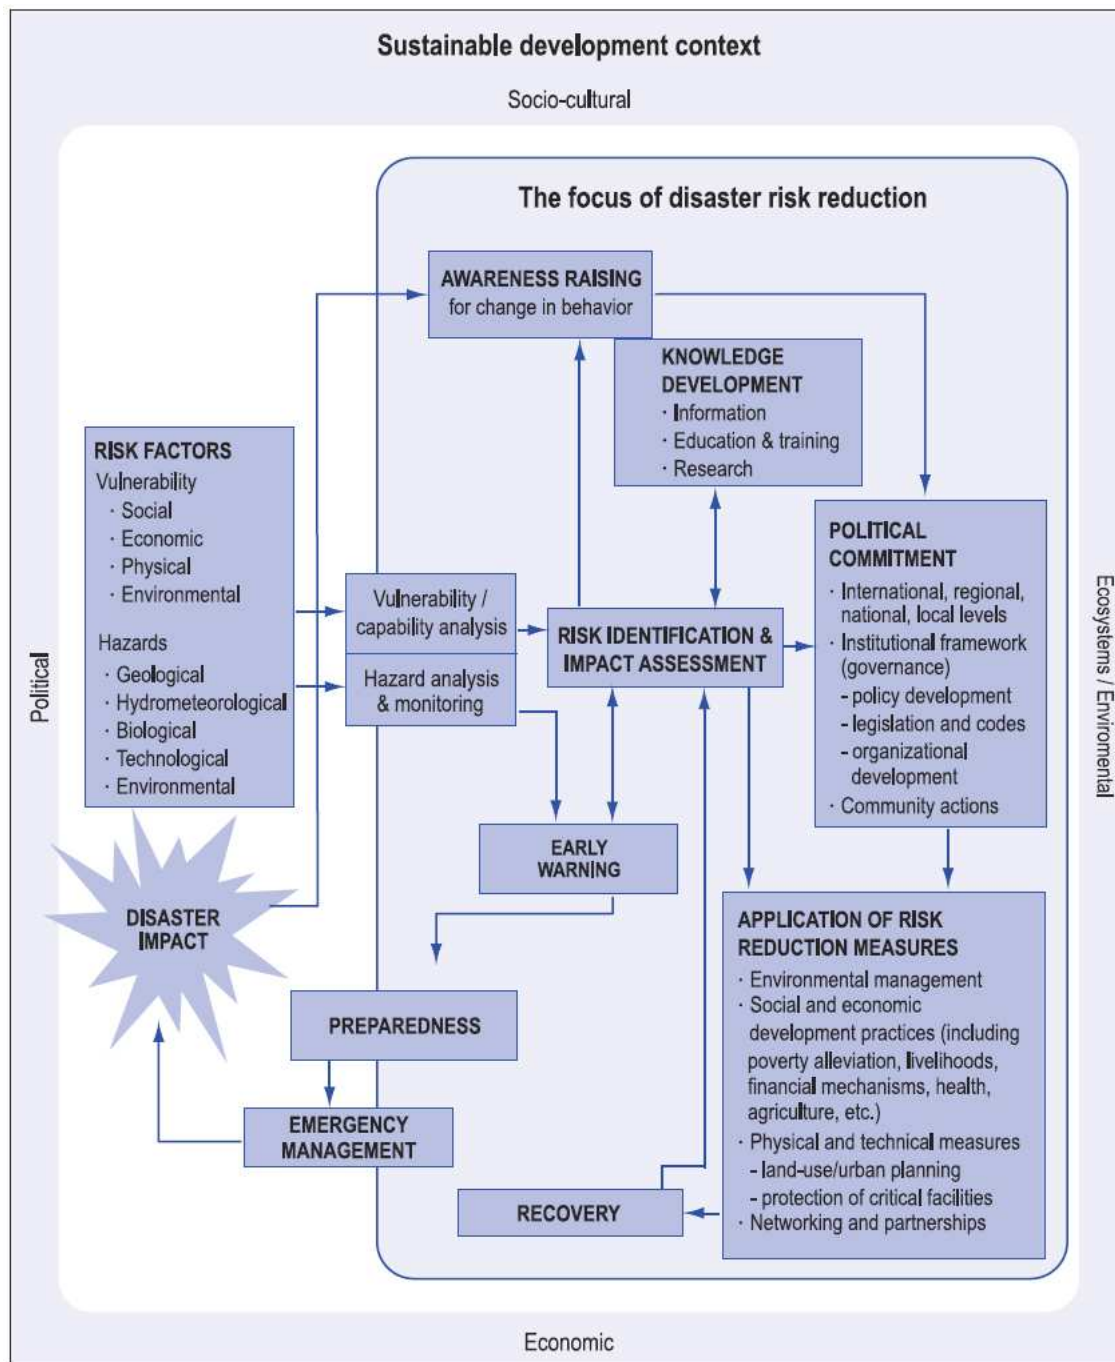 Sustainable development context
Socio-cultural
The focus of disaster risk reduction
AWARENESS RAISING
for change in behavior
KNOWLEDGE
DEVELOPMENT
· Information
· Education & training
· Research
RISK FACTORS
Vulnerability
· Social
· Economic
· Physical
· Environmental
Hazards
· Geological
· Hydrometeorological
· Biological
· Technological
· Environmental
Vulnerability /
capability analysis
Hazard analysis
& monitoring
RISK IDENTIFICATION &
IMPACT ASSESSMENT
POLITICAL
COMMITMENT
· International, regional,
national, local levels
· Institutional framework
(governance)
- policy development
- legislation and codes
- organizational
development
· Community actions
Political
Ecosystems / Enviromental
EARLY
WARNING
DISASTER
IMPACT
APPLICATION OF RISK
REDUCTION MEASURES
· Environmental management
· Social and economic
development practices (including
poverty alleviation, livelihoods,
financial mechanisms, health,
agriculture, etc.)
· Physical and technical measures
- land-use/urban planning
- protection of critical facilities
· Networking and partnerships
PREPAREDNESS
EMERGENCY
MANAGEMENT
RECOVERY
Economic